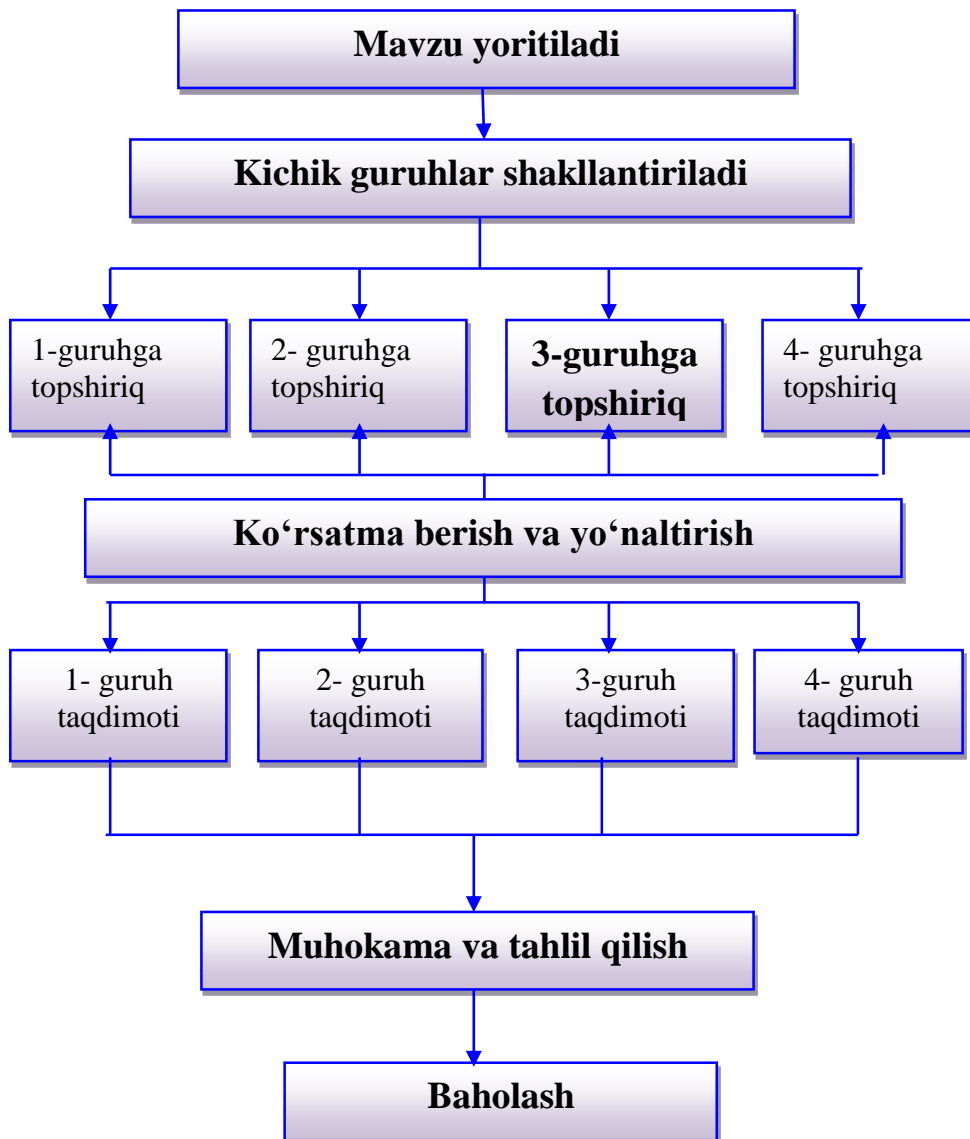 Mavzu yoritiladi
Kichik guruhlar shakllantiriladi
1-guruhga
topshiriq
2- guruhga
topshiriq
3-guruhga
topshiriq
4- guruhga
topshiriq
Ko‘rsatma berish va yo‘naltirish
1- guruh
taqdimoti
2- guruh
taqdimoti
3-guruh
taqdimoti
4- guruh
taqdimoti
Muhokama va tahlil qilish
Baholash